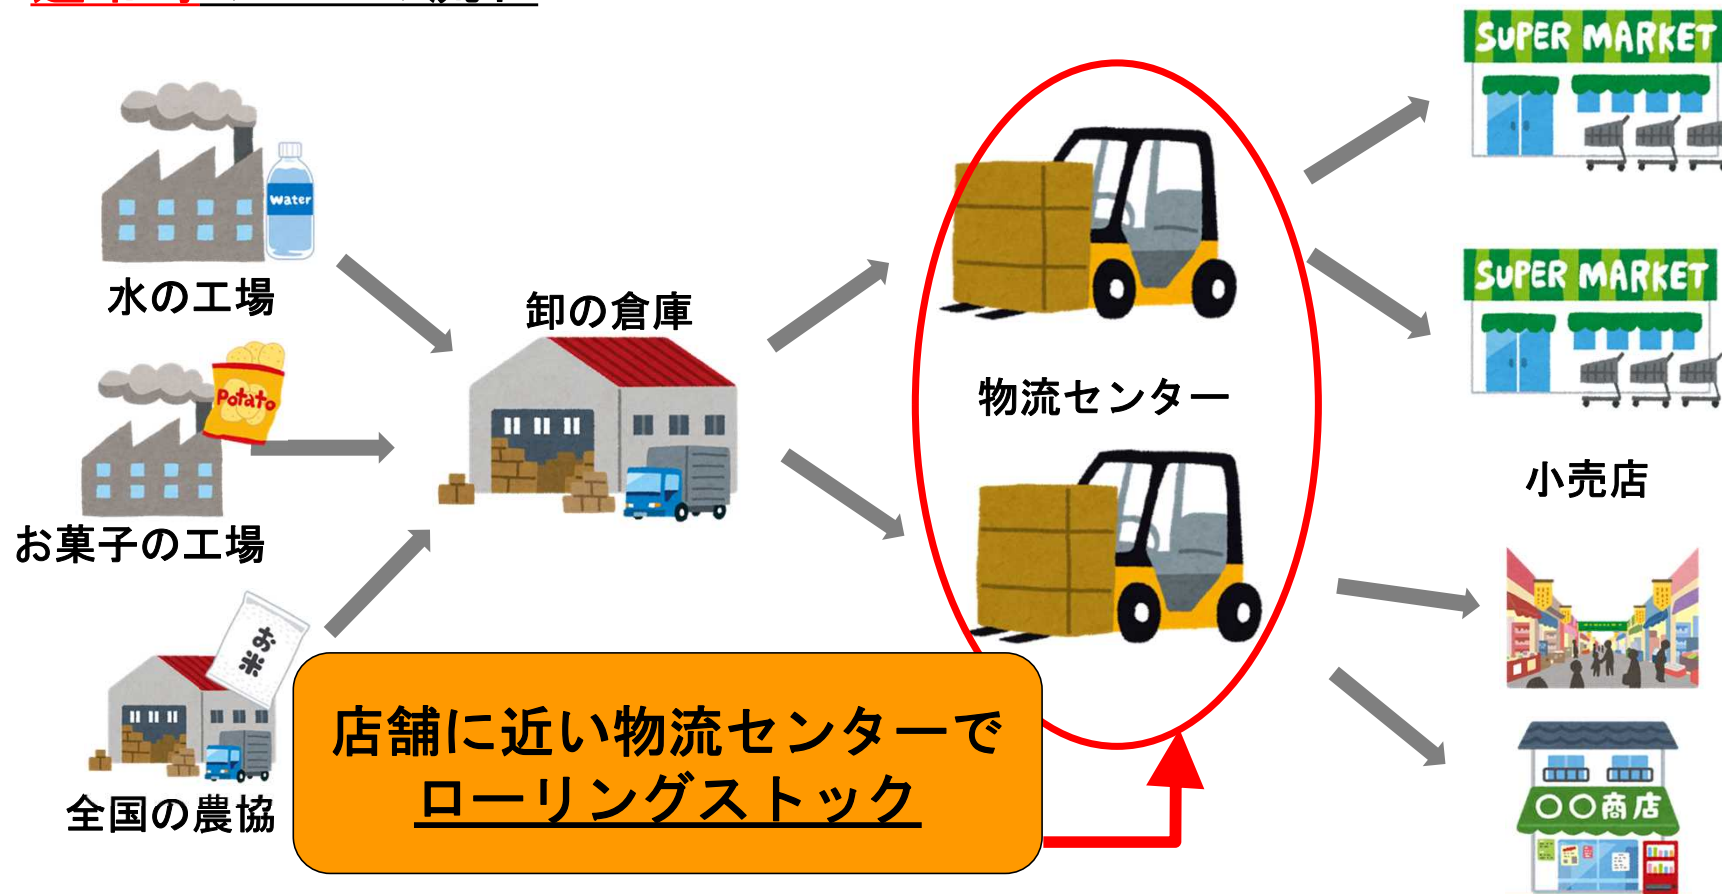 SUPER MARKET
Water
水の工場
卸の倉庫
SUPER MARKET
Potato
物流センター
小売店
お菓子の工場
お米
店舗に近い物流センターで
ローリングストック
全国の農協
〇〇商店